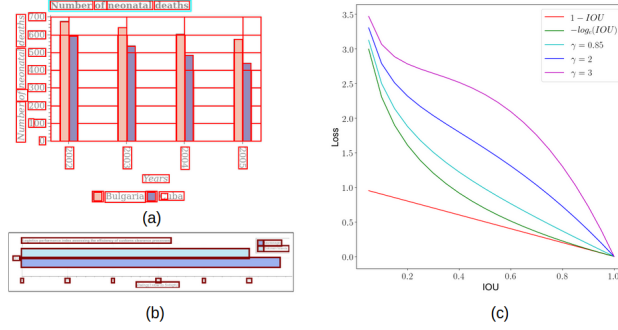 Number of neonatal deaths
700
600
500
400
300
200
100
0
Number of neonatal deaths
2002
2003
2004
2005
Years
Bulgaria
Cuba
(a)
(b)
1 − IOU
−logₑ(IOU)
γ = 0.85
γ = 2
γ = 3
3.5
3.0
2.5
2.0
1.5
1.0
0.5
0.0
Loss
0.2
0.4
0.6
0.8
1.0
IOU
(c)